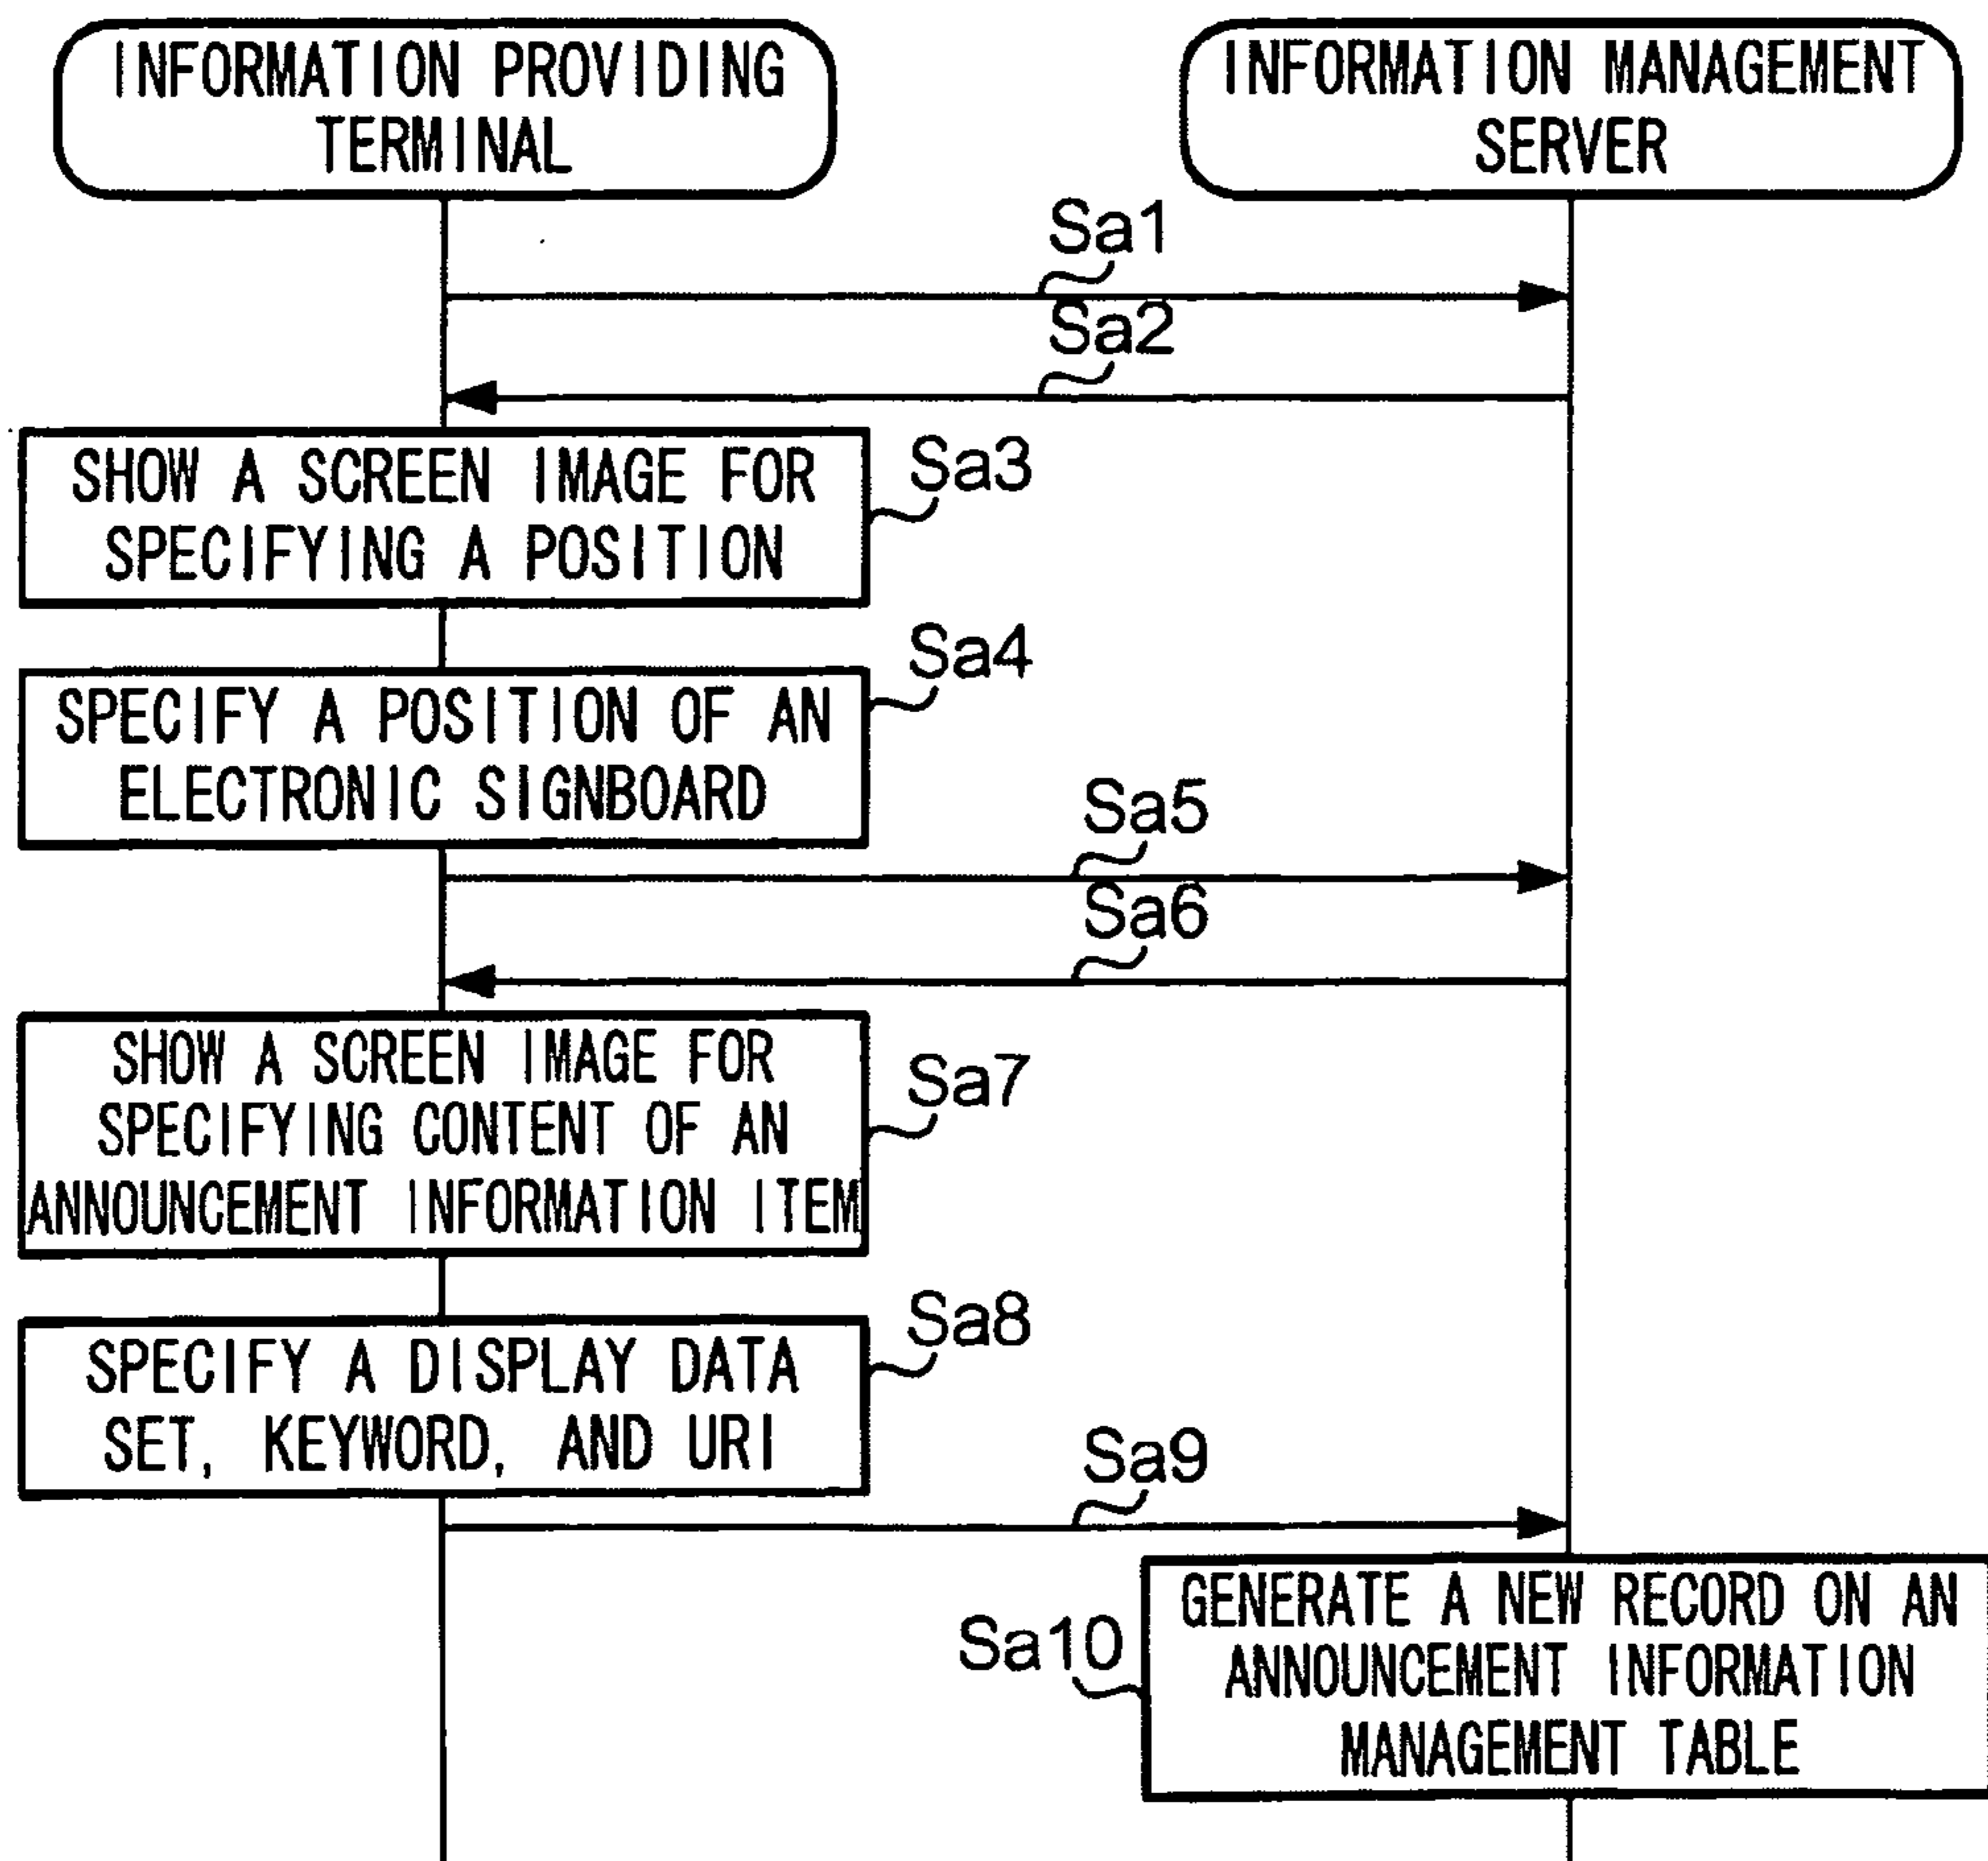 INFORMATION PROVIDING
TERMINAL
INFORMATION MANAGEMENT
SERVER
Sa1
Sa2
SHOW A SCREEN IMAGE FOR
SPECIFYING A POSITION
Sa3
SPECIFY A POSITION OF AN
ELECTRONIC SIGNBOARD
Sa4
Sa5
Sa6
SHOW A SCREEN IMAGE FOR
SPECIFYING CONTENT OF AN
ANNOUNCEMENT INFORMATION ITEM
Sa7
SPECIFY A DISPLAY DATA
SET, KEYWORD, AND URI
Sa8
Sa9
Sa10
GENERATE A NEW RECORD ON AN
ANNOUNCEMENT INFORMATION
MANAGEMENT TABLE